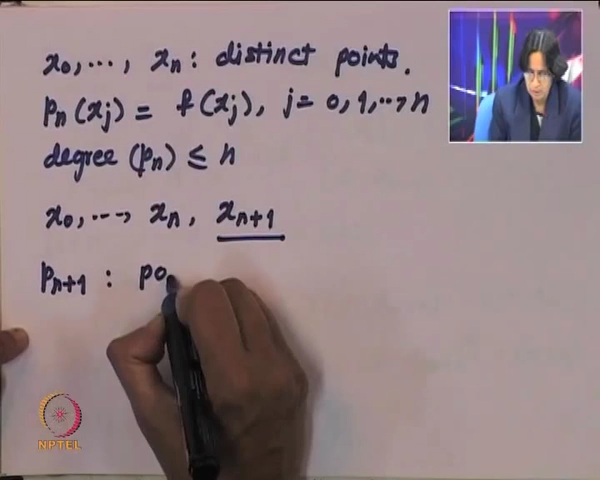 x₀, ..., xₙ : distinct points.
pₙ(xⱼ) = f(xⱼ), j = 0, 1, ..., n
degree (pₙ) ≤ n
x₀, ..., xₙ, xₙ₊₁
pₙ₊₁ : po
NPTEL